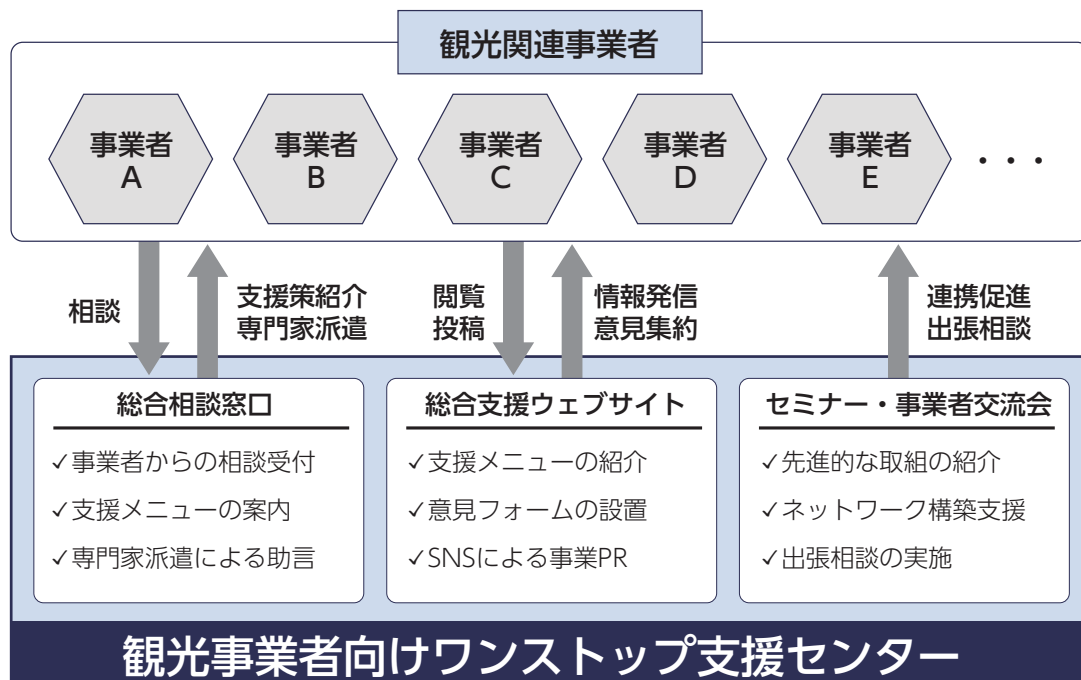 観光関連事業者
事業者
A
事業者
B
事業者
C
事業者
D
事業者
E
・・・
相談
支援策紹介
専門家派遣
閲覧
投稿
情報発信
意見集約
連携促進
出張相談
総合相談窓口
✓事業者からの相談受付
✓支援メニューの案内
✓専門家派遣による助言
総合支援ウェブサイト
✓支援メニューの紹介
✓意見フォームの設置
✓SNSによる事業PR
セミナー・事業者交流会
✓先進的な取組の紹介
✓ネットワーク構築支援
✓出張相談の実施
観光事業者向けワンストップ支援センター